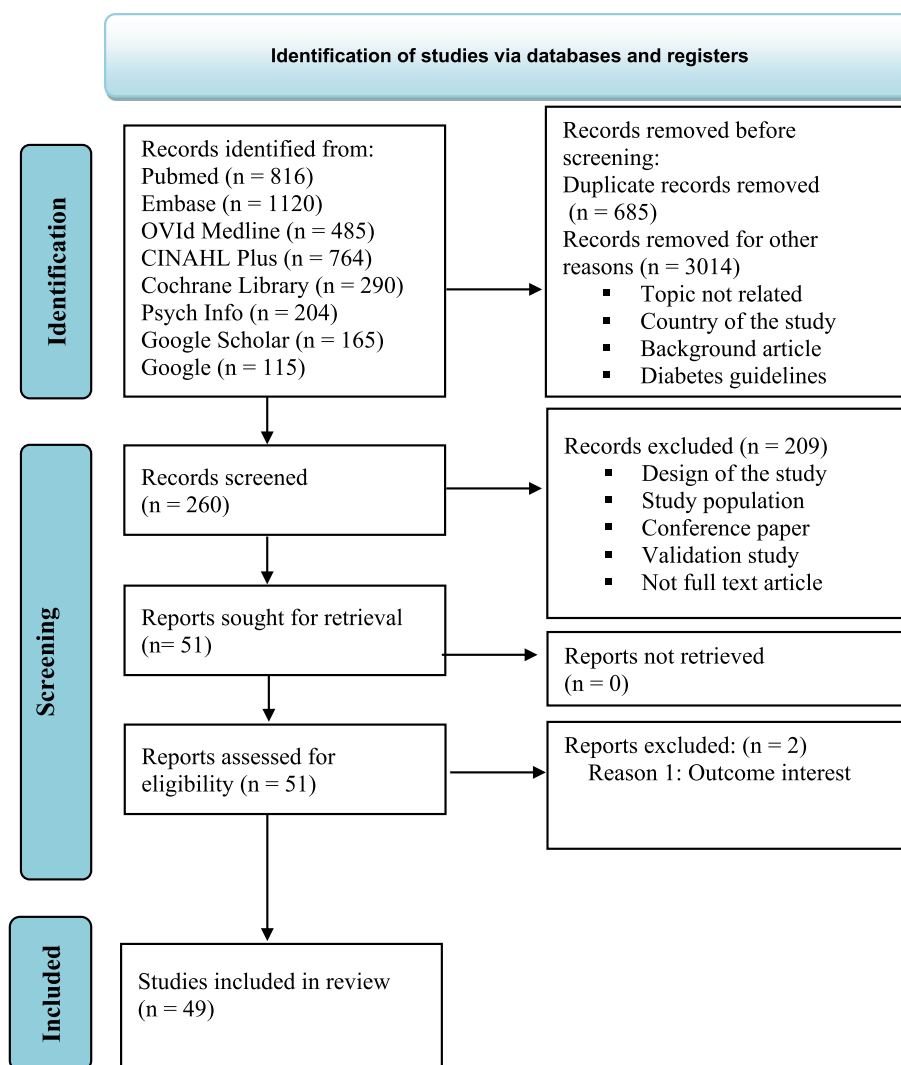 Identification of studies via databases and registers
Identification
Records identified from:
Pubmed (n = 816)
Embase (n = 1120)
OVId Medline (n = 485)
CINAHL Plus (n = 764)
Cochrane Library (n = 290)
Psych Info (n = 204)
Google Scholar (n = 165)
Google (n = 115)
Records removed before
screening:
Duplicate records removed
(n = 685)
Records removed for other
reasons (n = 3014)
▪ Topic not related
▪ Country of the study
▪ Background article
▪ Diabetes guidelines
Screening
Records screened
(n = 260)
Records excluded (n = 209)
▪ Design of the study
▪ Study population
▪ Conference paper
▪ Validation study
▪ Not full text article
Reports sought for retrieval
(n= 51)
Reports not retrieved
(n = 0)
Reports assessed for
eligibility (n = 51)
Reports excluded: (n = 2)
Reason 1: Outcome interest
Included
Studies included in review
(n = 49)